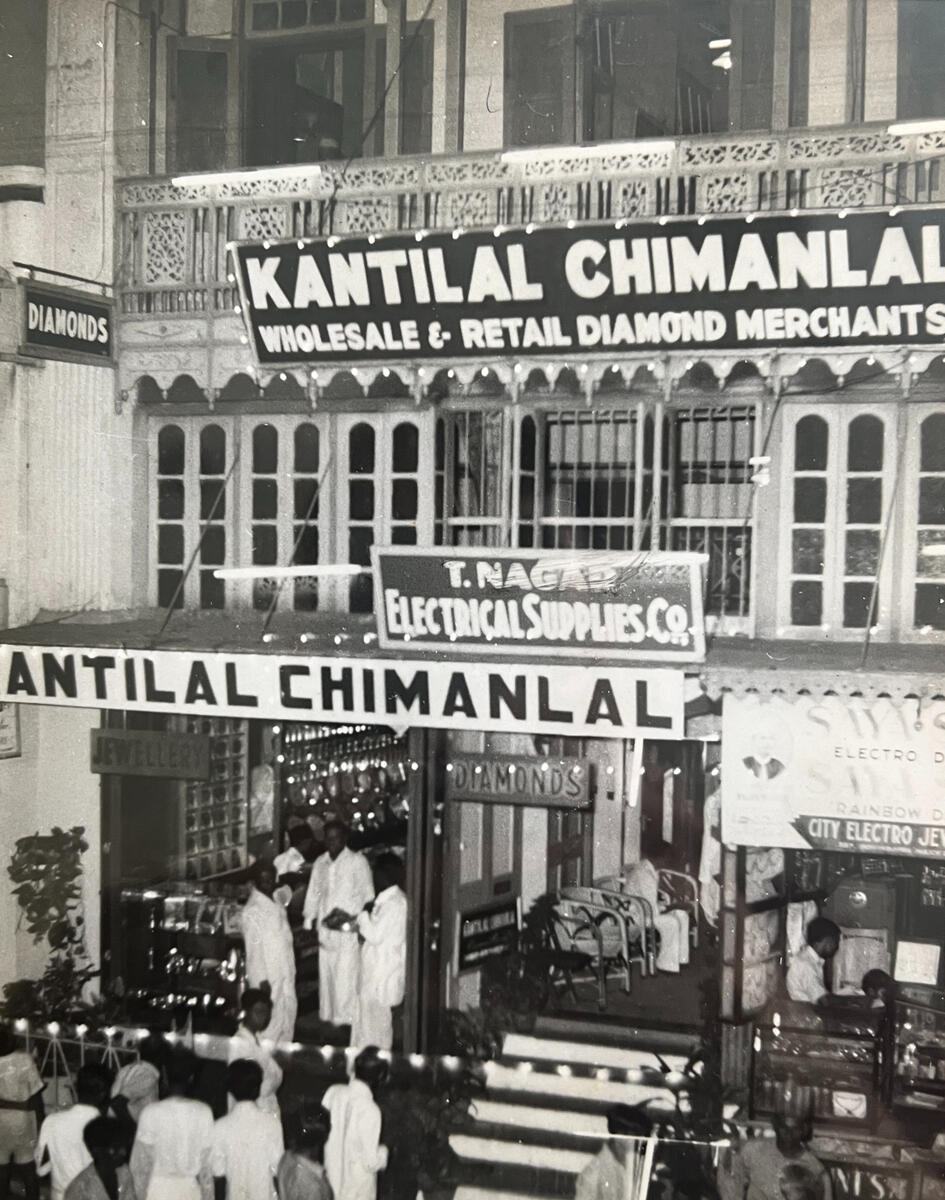 KANTILAL CHIMANLAL
WHOLESALE & RETAIL DIAMOND MERCHANTS
DIAMONDS
T. NAGAR
ELECTRICAL SUPPLIES. Co.
ANTILAL CHIMANLAL
JEWELLERY
DIAMONDS
ELECTRO D
RAINBOW D
CITY ELECTRO JEW